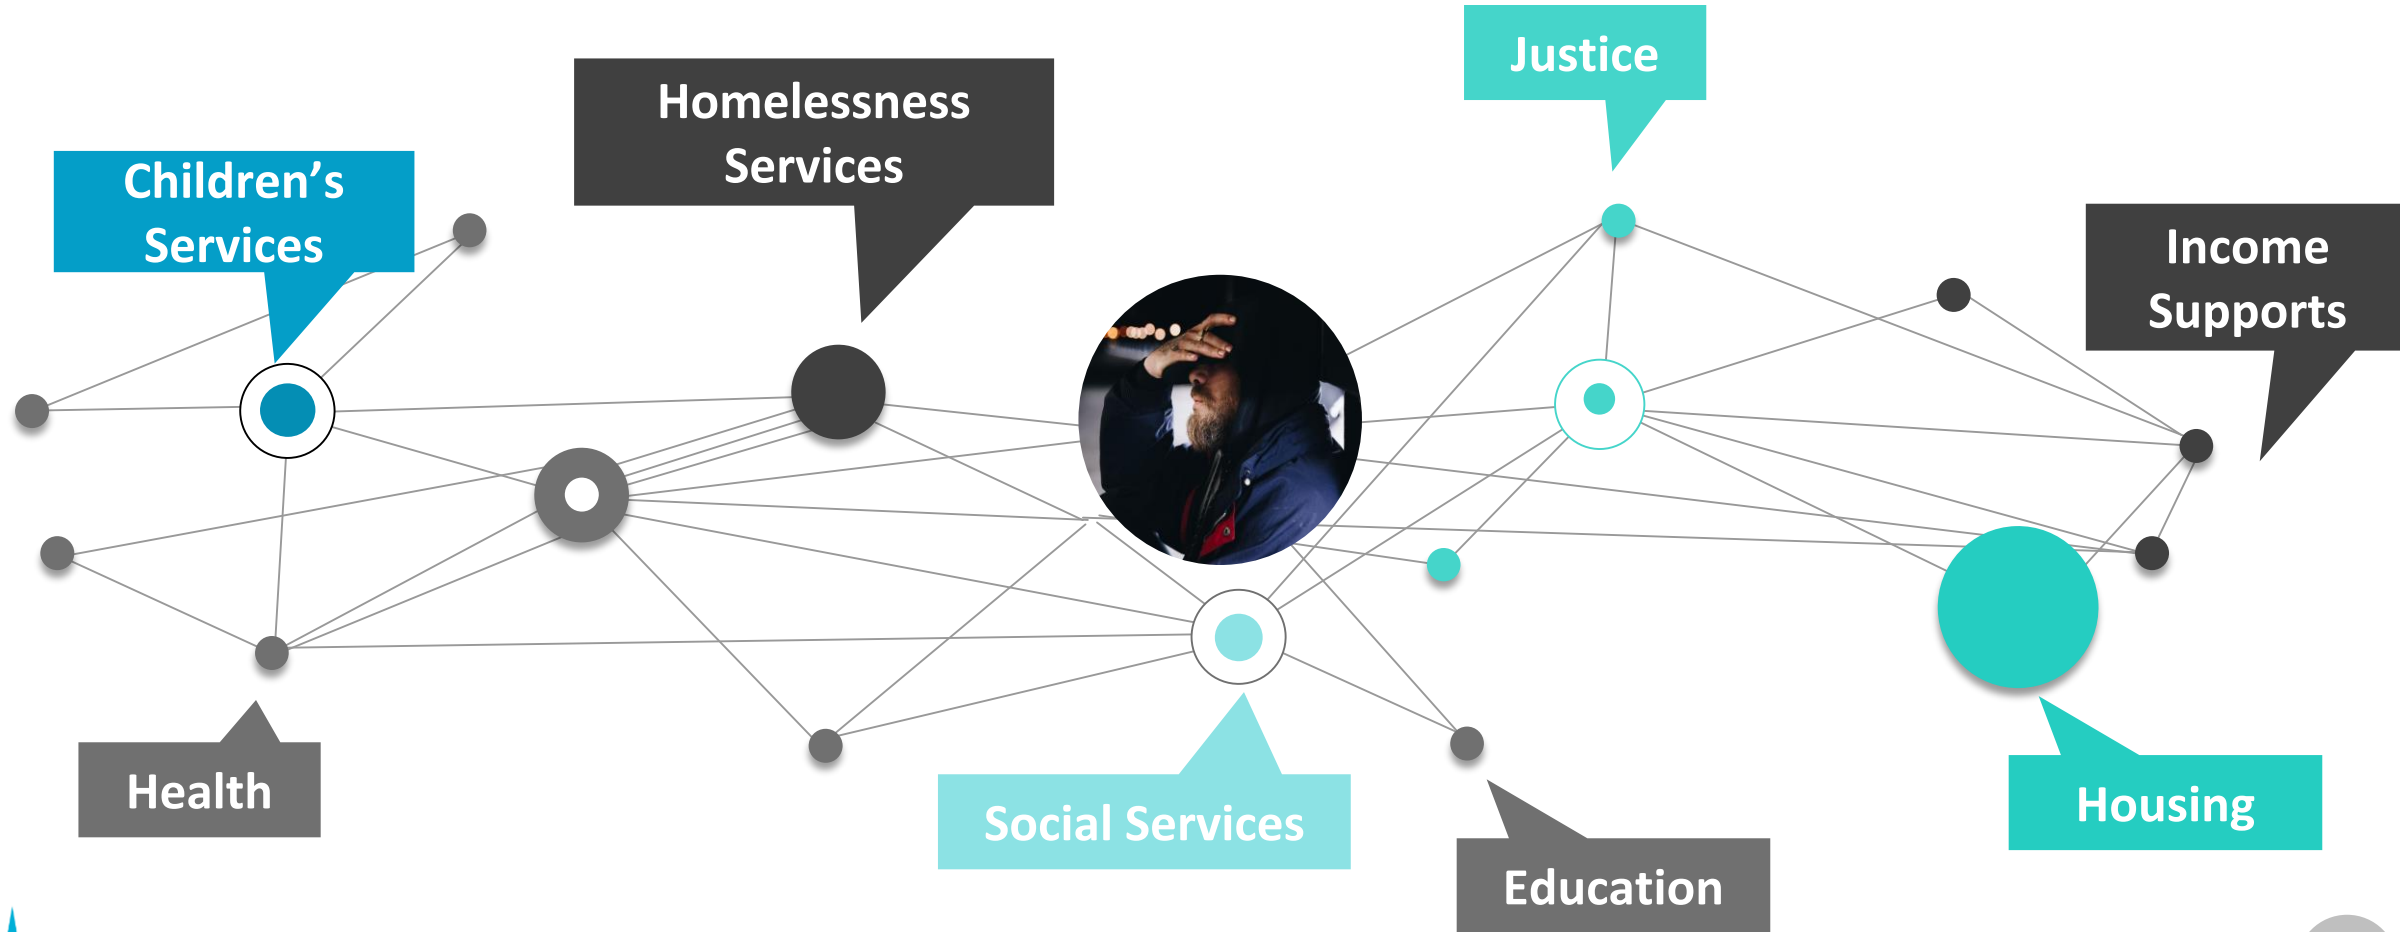 Justice
Homelessness
Services
Children’s
Services
Income
Supports
Health
Social Services
Housing
Education